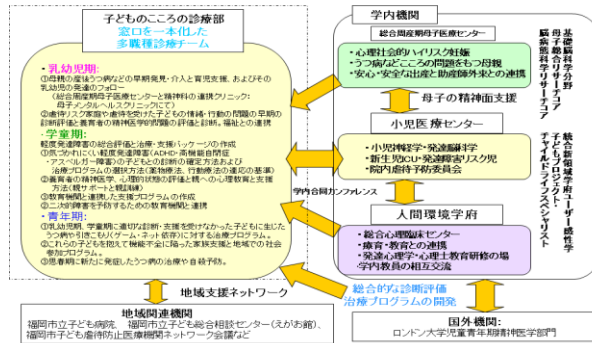 子どものこころの診療部
窓口を一本化した
多職種診療チーム
・乳幼児期:
①母親の産後うつ病などの早期発見・介入と育児支援、およびその
乳幼児の発達のフォロー
(総合周産期母子医療センターと精神科の連携クリニック:
母子メンタルヘルスクリニックにて)
②虐待リスク家庭や虐待を受けた子どもの情緒・行動の問題の早期の
診断評価と養育者の精神医学的問題の評価と診断。福祉との連携
・学童期:
軽度発達障害の総合評価と治療・支援パッケージの作成
①気づかれにくい軽度発達障害(ADHD・高機能自閉症
・アスペルガー障害)の子どもとの診断の確定方法および
治療プログラムの選択方法(薬物療法、行動療法の適応の基準)
②養育者の精神医学、心理的状態の評価と親への心理教育と支援
方法(親サポートと親訓練)
③教育機関と連携した支援プログラムの作成
④二次的障害を予防するための教育機関と連携
・青年期:
①乳幼児期、学童期に適切な診断・支援を受けなかった子どもに生じた
うつ病や引きこもり(ゲーム・ネット依存)に対する治療プログラム。
②これらの子どもを抱えて機能不全に陥った家族支援と地域での社会
参加プログラム。
③思春期に新たに発症したうつ病の治療や自殺予防。
学内機関
総合周産期母子医療センター
・心理社会的ハイリスク妊娠
・うつ病などこころの問題をもつ母親
・安心・安全な出産と助産師外来との連携
母子の精神面支援
小児医療センター
・小児神経学・発達脳科学
・新生児ICU・発達障害リスク児
・院内虐待予防委員会
学内合同カンファレンス
人間環境学府
・総合心理臨床センター
・療育・教育との連携
・発達心理学・心理士教育研修の場
学内教員の相互交流
基礎脳科学分野
母子総合リサーチコア
脳病態科学リサーチコア
統合新領域学府ユーザー感性学
子どもプロジェクト:
チャイルドライフスペシャリスト
総合的な診断評価
治療プログラムの開発
地域支援ネットワーク
地域関連機関
福岡市立子ども病院、福岡市立子ども総合相談センター(えがお館)、
福岡市子ども虐待防止医療機関ネットワーク会議など
国外機関:
ロンドン大学児童青年期精神医学部門